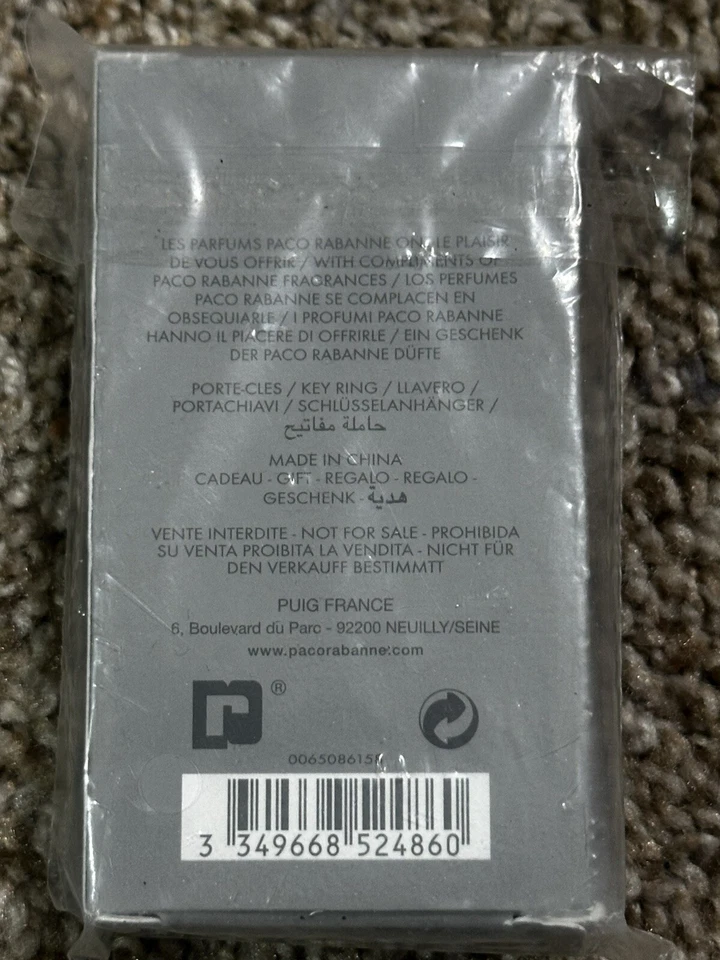 LES PARFUMS PACO RABANNE ONT LE PLAISIR
DE VOUS OFFRIR / WITH COMPLIMENTS OF
PACO RABANNE FRAGRANCES / LOS PERFUMES
PACO RABANNE SE COMPLACEN EN
OBSEQUIARLE / I PROFUMI PACO RABANNE
HANNO IL PIACERE DI OFFRIRLE / EIN GESCHENK
DER PACO RABANNE DÜFTE
PORTE-CLES / KEY RING / LLAVERO /
PORTACHIAVI / SCHLÜSSELANHÄNGER /
حاملة مفاتيح
MADE IN CHINA
CADEAU - GIFT - REGALO - REGALO -
GESCHENK - هدية
VENTE INTERDITE - NOT FOR SALE - PROHIBIDA
SU VENTA PROIBITA LA VENDITA - NICHT FÜR
DEN VERKAUFF BESTIMMTT
PUIG FRANCE
6, Boulevard du Parc - 92200 NEUILLY/SEINE
www.pacorabanne.com
r ®
3 349668 524860